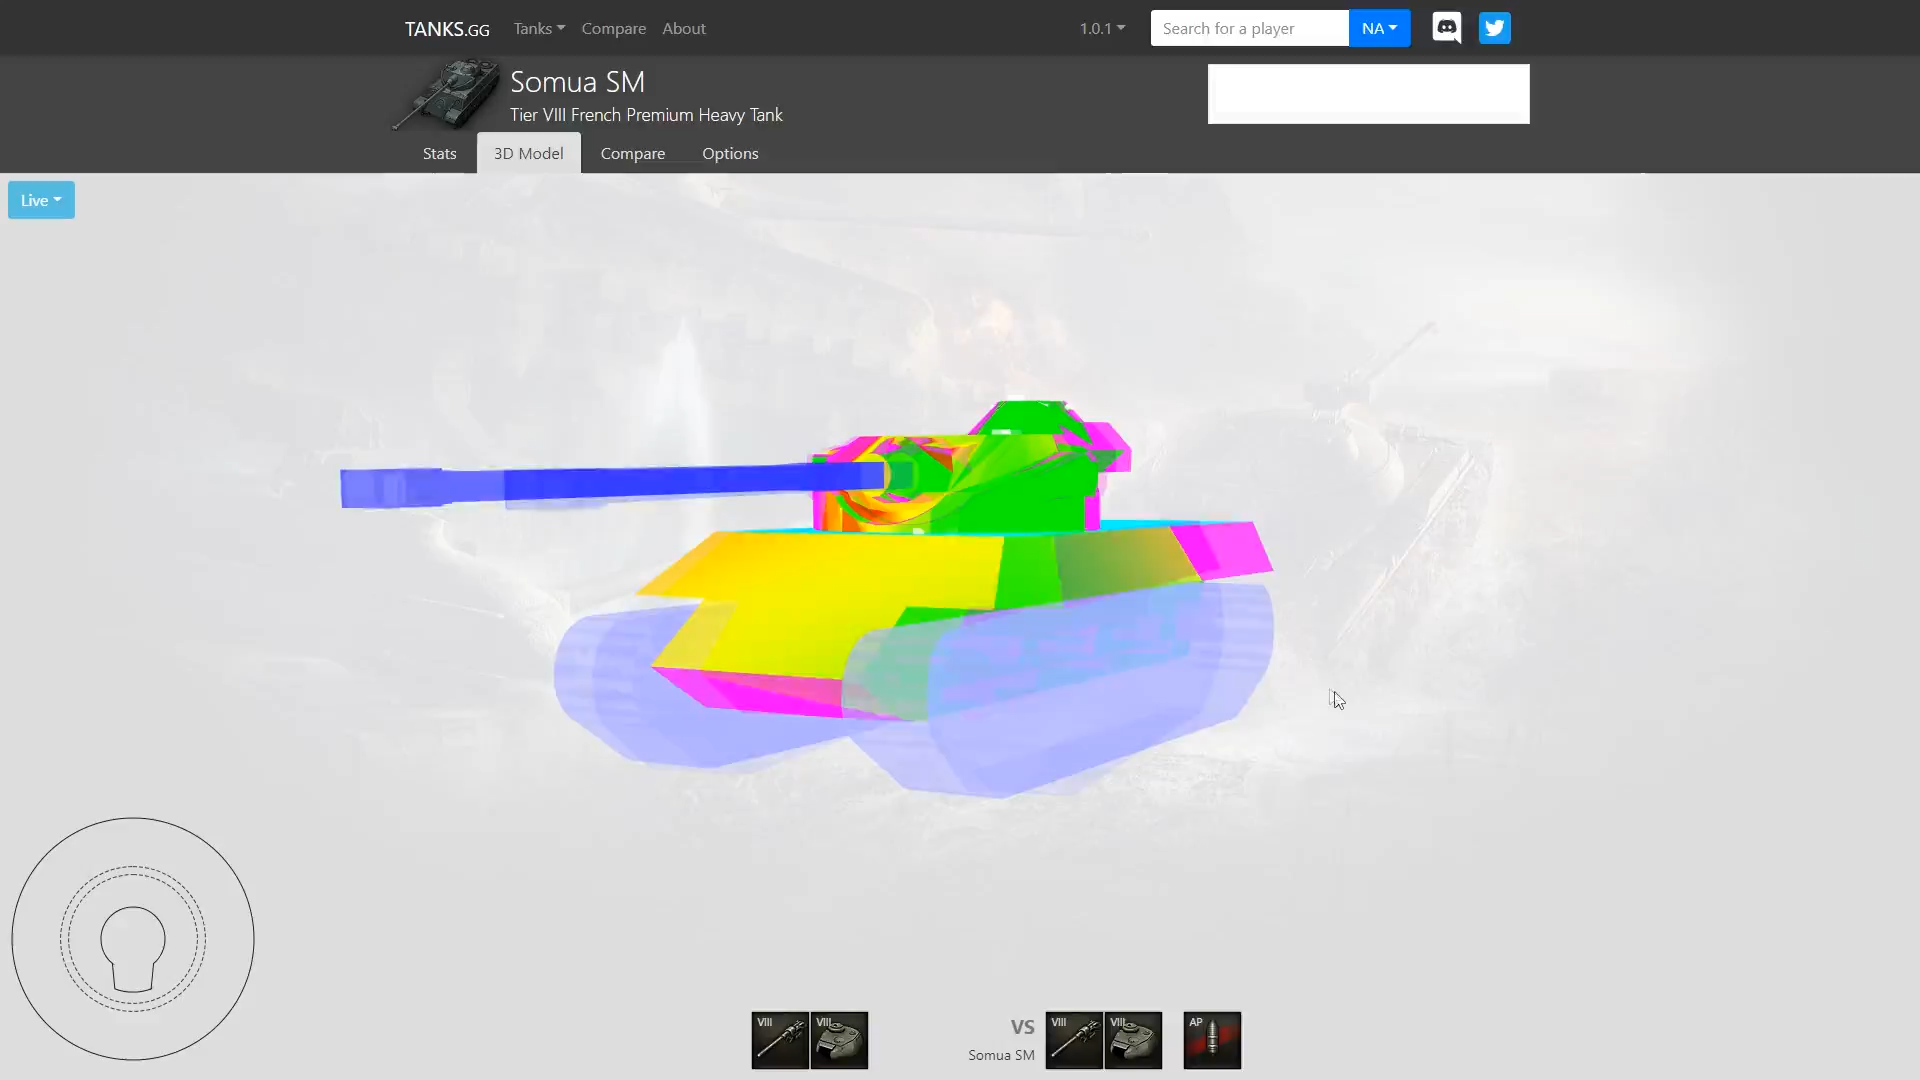 TANKS.GG Tanks Compare About 1.0.1 Search for a player NA
Somua SM
Tier VIII French Premium Heavy Tank
Stats 3D Model Compare Options
Live
VIII VIII VS VIII VIII AP
Somua SM